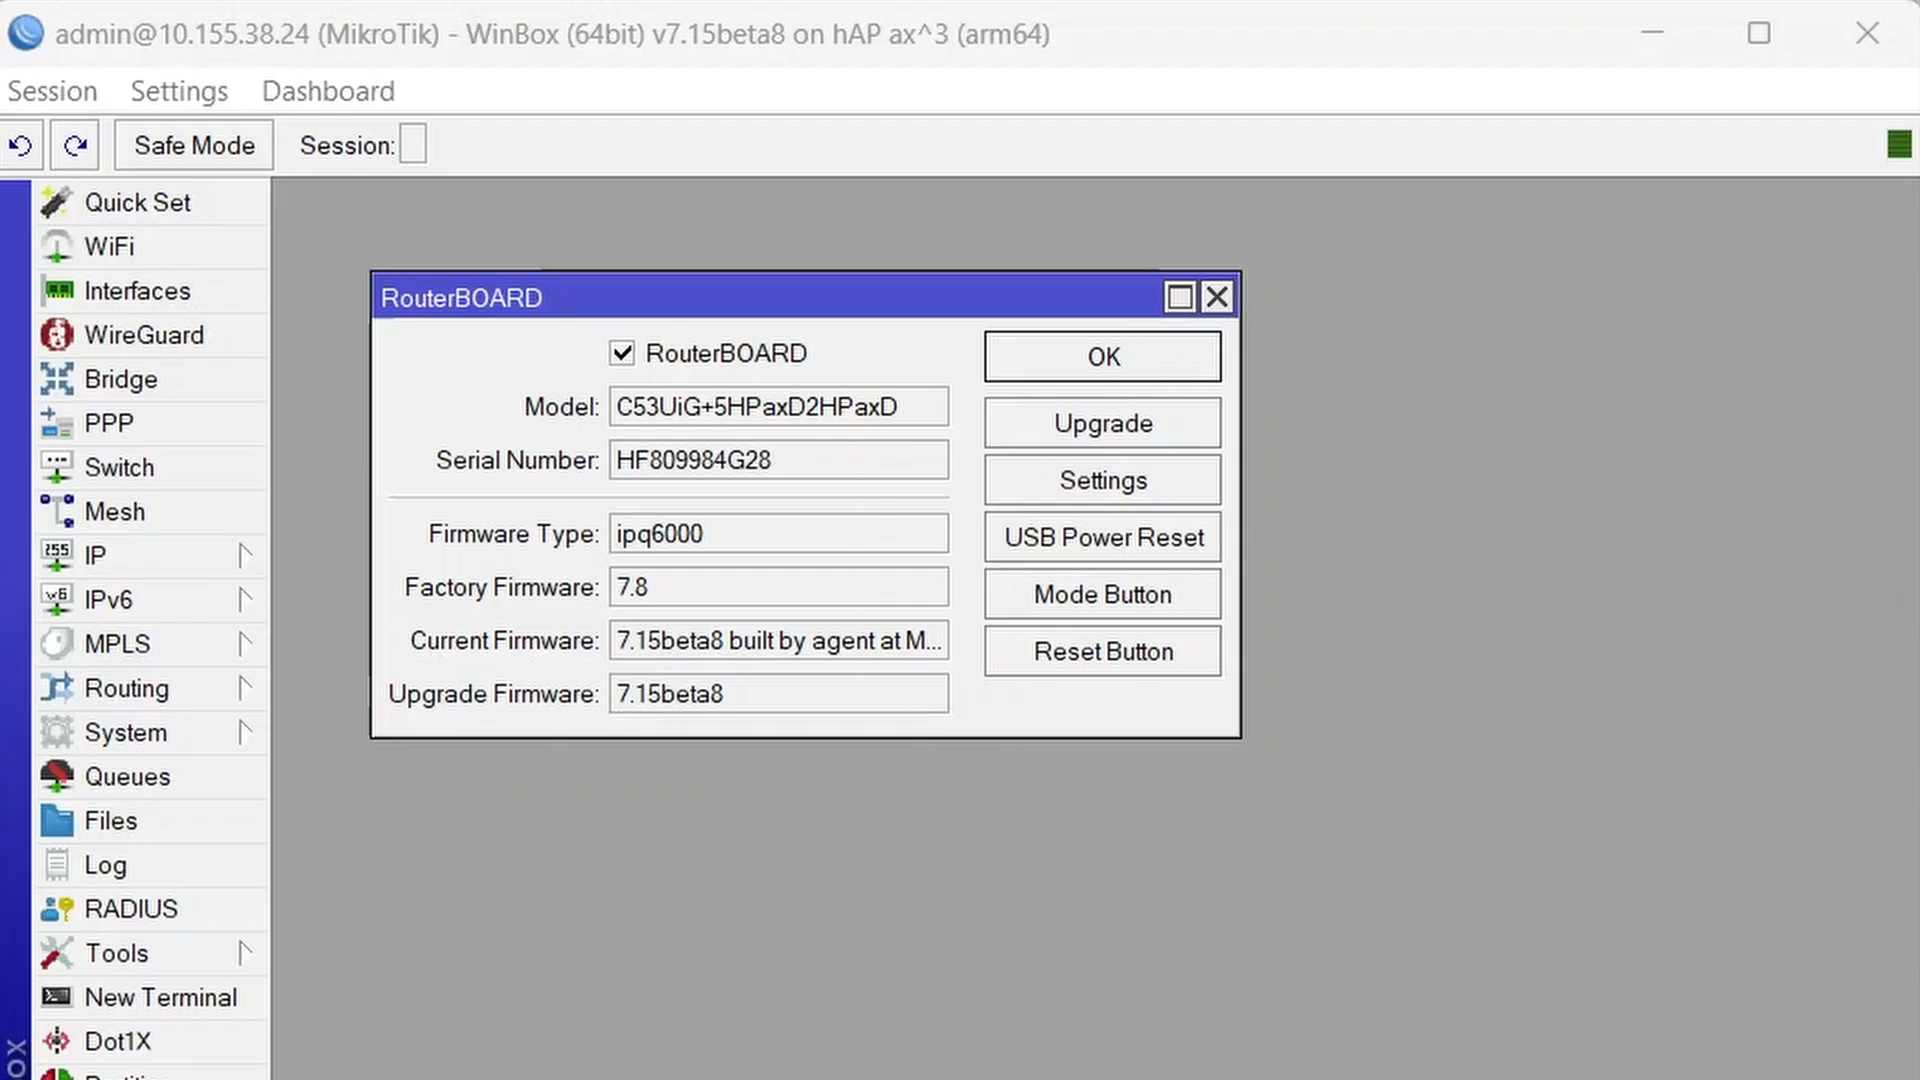 admin@10.155.38.24 (MikroTik) - WinBox (64bit) v7.15beta8 on hAP ax^3 (arm64)
Session Settings Dashboard
Safe Mode Session:
Quick Set
WiFi
Interfaces
WireGuard
Bridge
PPP
Switch
Mesh
255 IP
v6 IPv6
MPLS
Routing
System
Queues
Files
Log
RADIUS
Tools
New Terminal
Dot1X
OX
RouterBOARD
RouterBOARD
Model: C53UiG+5HPaxD2HPaxD
Serial Number: HF809984G28
Firmware Type: ipq6000
Factory Firmware: 7.8
Current Firmware: 7.15beta8 built by agent at M...
Upgrade Firmware: 7.15beta8
OK
Upgrade
Settings
USB Power Reset
Mode Button
Reset Button